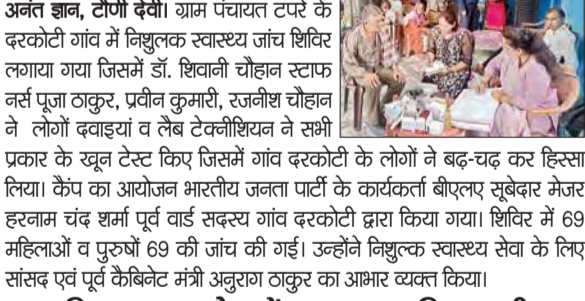 अनंत ज्ञान, टौणी देवी। ग्राम पंचायत टपरे के
दरकोटी गांव में निशुलक स्वास्थ्य जांच शिविर
लगाया गया जिसमें डॉ. शिवानी चौहान स्टाफ
नर्स पूजा ठाकुर, प्रवीन कुमारी, रजनीश चौहान
ने लोगों दवाइयां व लैब टेक्नीशियन ने सभी
प्रकार के खून टेस्ट किए जिसमें गांव दरकोटी के लोगों ने बढ़-चढ़ कर हिस्सा
लिया। कैंप का आयोजन भारतीय जनता पार्टी के कार्यकर्ता बीएलए सूबेदार मेजर
हरनाम चंद शर्मा पूर्व वार्ड सदस्य गांव दरकोटी द्वारा किया गया। शिविर में 69
महिलाओं व पुरुषों 69 की जांच की गई। उन्होंने निशुल्क स्वास्थ्य सेवा के लिए
सांसद एवं पूर्व कैबिनेट मंत्री अनुराग ठाकुर का आभार व्यक्त किया।